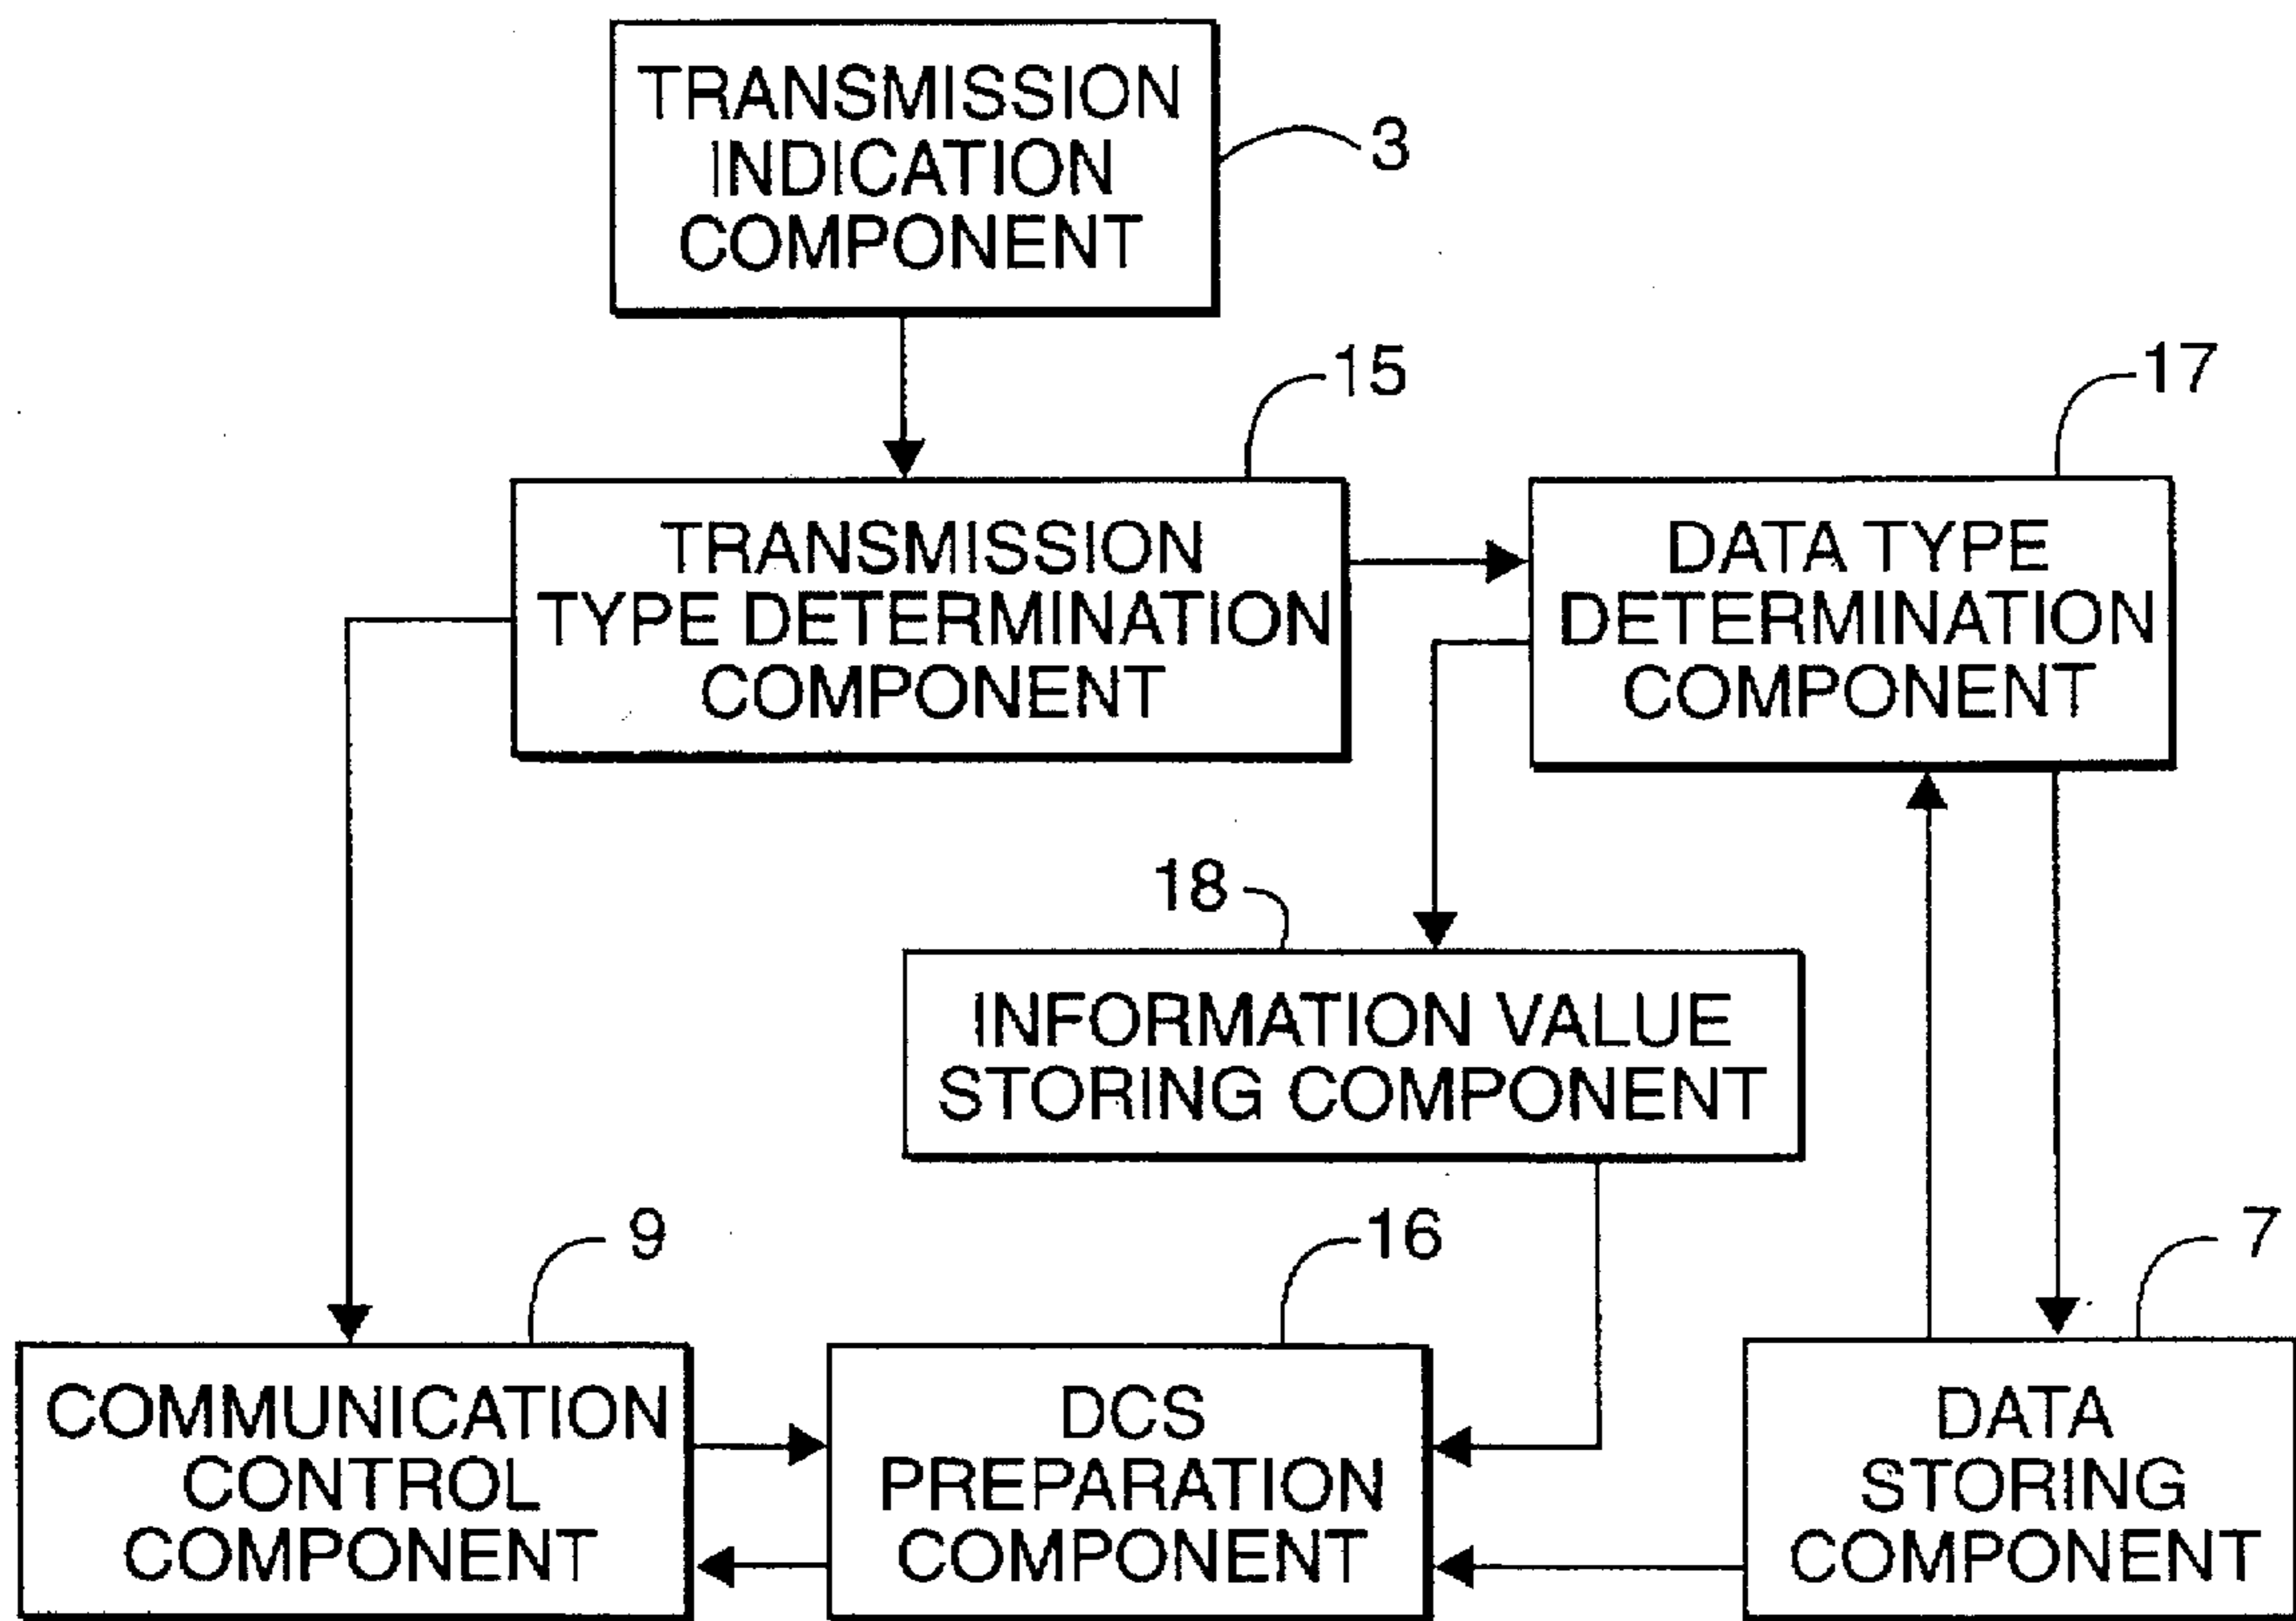 TRANSMISSION
INDICATION
COMPONENT
3
15
17
TRANSMISSION
TYPE DETERMINATION
COMPONENT
DATA TYPE
DETERMINATION
COMPONENT
18
INFORMATION VALUE
STORING COMPONENT
9
16
7
COMMUNICATION
CONTROL
COMPONENT
DCS
PREPARATION
COMPONENT
DATA
STORING
COMPONENT